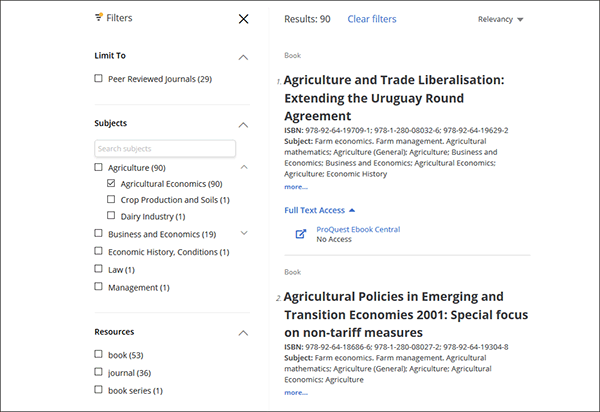 Filters
Limit To
Peer Reviewed Journals (29)
Subjects
Search subjects
Agriculture (90)
Agricultural Economics (90)
Crop Production and Soils (1)
Dairy Industry (1)
Business and Economics (19)
Economic History, Conditions (1)
Law (1)
Management (1)
Resources
book (53)
journal (36)
book series (1)
Results: 90 Clear filters Relevancy
Book
1. Agriculture and Trade Liberalisation:
Extending the Uruguay Round
Agreement
ISBN: 978-92-64-19709-1; 978-1-280-08032-6; 978-92-64-19629-2
Subject: Farm economics. Farm management. Agricultural
mathematics; Agriculture (General); Agriculture; Business and
Economics; Business and Economics; Agricultural Economics;
Agriculture; Economic History
more...
Full Text Access
ProQuest Ebook Central
No Access
Book
2. Agricultural Policies in Emerging and
Transition Economies 2001: Special focus
on non-tariff measures
ISBN: 978-92-64-18686-6; 978-1-280-08027-2; 978-92-64-19304-8
Subject: Farm economics. Farm management. Agricultural
mathematics; Agriculture (General); Agriculture; Agricultural
Economics; Agriculture
more...